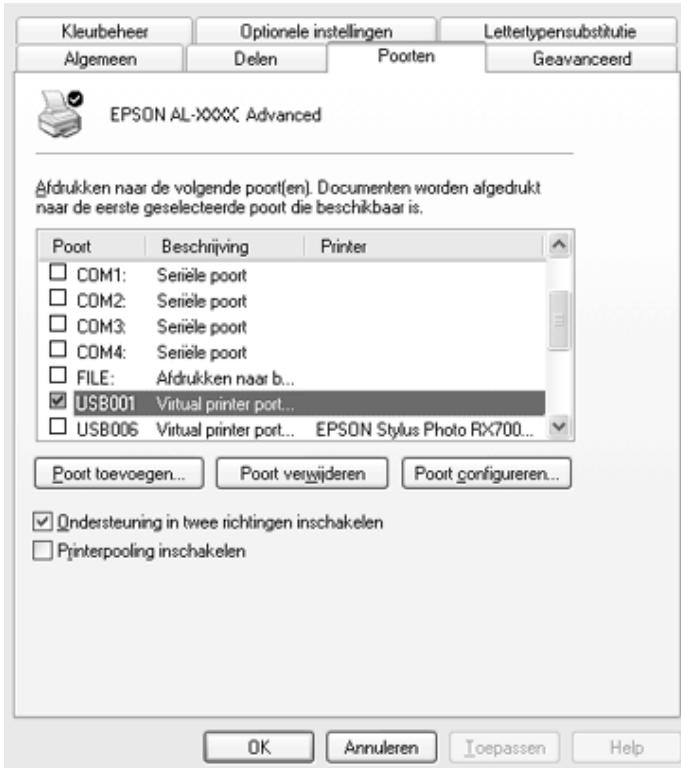 Kleurbeheer Optionele instellingen Lettertypensubstitutie
Algemeen Delen Poorten Geavanceerd
EPSON AL-XXXX Advanced
Afdrukken naar de volgende poort(en). Documenten worden afgedrukt
naar de eerste geselecteerde poort die beschikbaar is.
Poort Beschrijving Printer
COM1: Seriële poort
COM2: Seriële poort
COM3: Seriële poort
COM4: Seriële poort
FILE: Afdrukken naar b...
USB001 Virtual printer port...
USB006 Virtual printer port... EPSON Stylus Photo RX700...
Poort toevoegen... Poort verwijderen Poort configureren...
Ondersteuning in twee richtingen inschakelen
Printerpooling inschakelen
OK Annuleren Toepassen Help